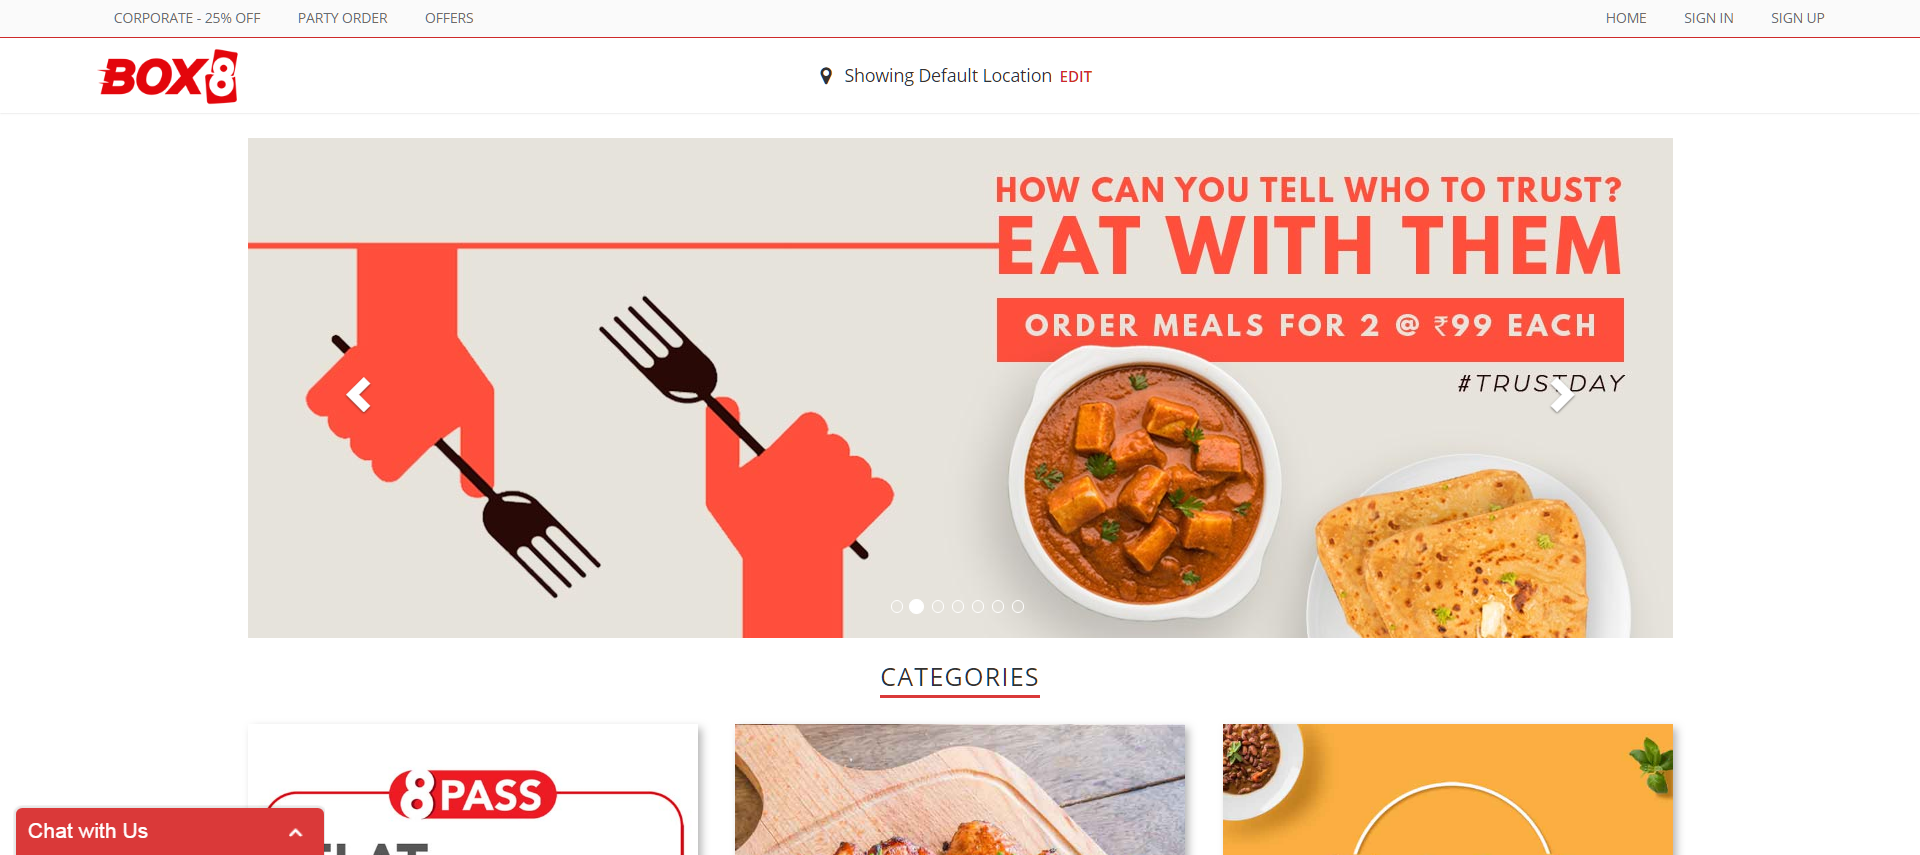 CORPORATE - 25% OFF PARTY ORDER OFFERS HOME SIGN IN SIGN UP
BOX8
Showing Default Location EDIT
HOW CAN YOU TELL WHO TO TRUST?
EAT WITH THEM
ORDER MEALS FOR 2 @ ₹99 EACH
#TRUSTDAY
CATEGORIES
8PASS
Chat with Us
FLAT